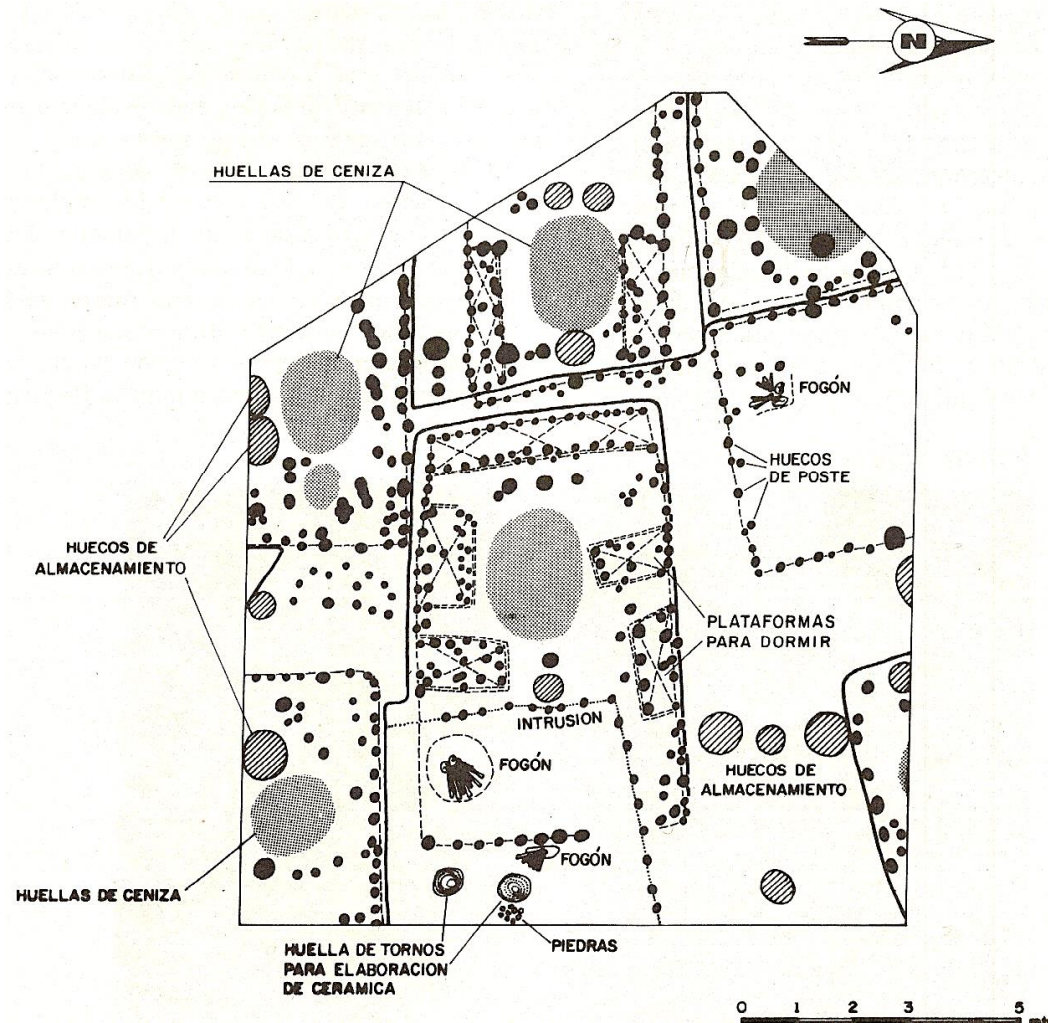 N
HUELLAS DE CENIZA
FOGÓN
HUECOS
DE POSTE
HUECOS DE
ALMACENAMIENTO
PLATAFORMAS
PARA DORMIR
INTRUSION
FOGÓN
HUECOS DE
ALMACENAMIENTO
FOGÓN
HUELLAS DE CENIZA
HUELLA DE TORNOS
PARA ELABORACION
DE CERAMICA
PIEDRAS
0 1 2 3 5
mts